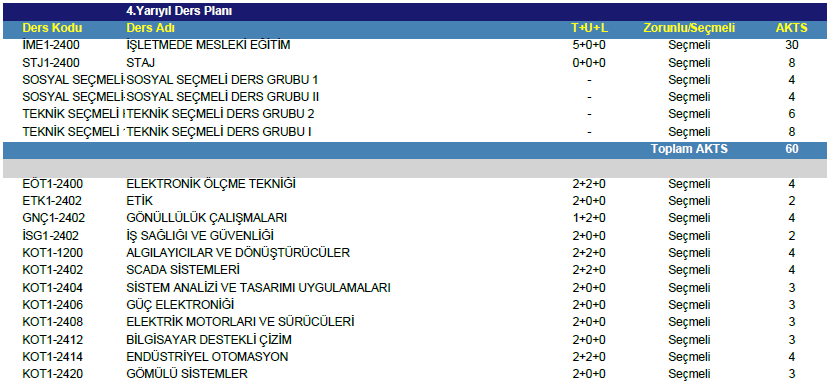 4.Yarıyıl Ders Planı
Ders Kodu Ders Adı T+U+L Zorunlu/Seçmeli AKTS
İME1-2400 İŞLETMEDE MESLEKİ EĞİTİM 5+0+0 Seçmeli 30
STJ1-2400 STAJ 0+0+0 Seçmeli 8
SOSYAL SEÇMELİ- SOSYAL SEÇMELİ DERS GRUBU 1 - Seçmeli 4
SOSYAL SEÇMELİ- SOSYAL SEÇMELİ DERS GRUBU II - Seçmeli 4
TEKNİK SEÇMELİ TEKNİK SEÇMELİ DERS GRUBU 2 - Seçmeli 6
TEKNİK SEÇMELİ TEKNİK SEÇMELİ DERS GRUBU I - Seçmeli 8
Toplam AKTS 60
EÖT1-2400 ELEKTRONİK ÖLÇME TEKNİĞİ 2+2+0 Seçmeli 4
ETK1-2402 ETİK 2+0+0 Seçmeli 2
GNÇ1-2402 GÖNÜLLÜLÜK ÇALIŞMALARI 1+2+0 Seçmeli 4
İSG1-2402 İŞ SAĞLIĞI VE GÜVENLİĞİ 2+0+0 Seçmeli 2
KOT1-1200 ALGILAYICILAR VE DÖNÜŞTÜRÜCÜLER 2+2+0 Seçmeli 4
KOT1-2402 SCADA SİSTEMLERİ 2+2+0 Seçmeli 4
KOT1-2404 SİSTEM ANALİZİ VE TASARIMI UYGULAMALARI 2+0+0 Seçmeli 3
KOT1-2406 GÜÇ ELEKTRONİĞİ 2+0+0 Seçmeli 3
KOT1-2408 ELEKTRİK MOTORLARI VE SÜRÜCÜLERİ 2+0+0 Seçmeli 3
KOT1-2412 BİLGİSAYAR DESTEKLİ ÇİZİM 2+0+0 Seçmeli 3
KOT1-2414 ENDÜSTRİYEL OTOMASYON 2+2+0 Seçmeli 4
KOT1-2420 GÖMÜLÜ SİSTEMLER 2+0+0 Seçmeli 3